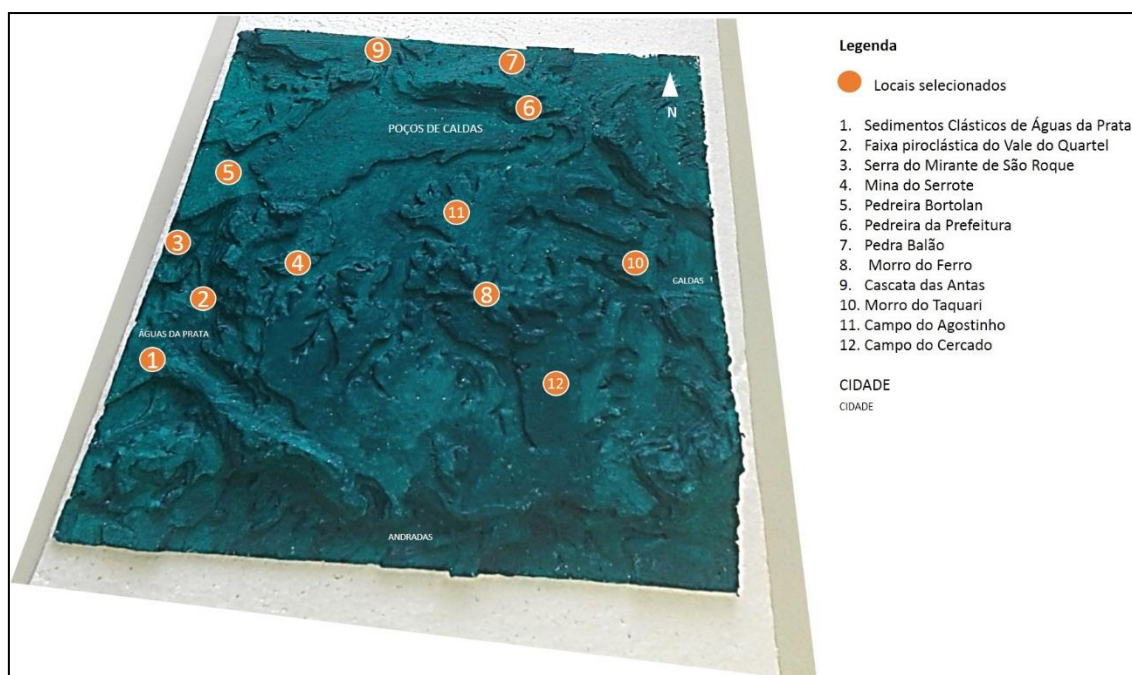 9
7
6
N
POÇOS DE CALDAS
5
11
3
4
10
CALDAS
8
2
ÁGUAS DA PRATA
1
12
ANDRADAS
Legenda
Locais selecionados
1. Sedimentos Clásticos de Águas da Prata
2. Faixa piroclástica do Vale do Quartel
3. Serra do Mirante de São Roque
4. Mina do Serrote
5. Pedreira Bortolan
6. Pedreira da Prefeitura
7. Pedra Balão
8. Morro do Ferro
9. Cascata das Antas
10. Morro do Taquari
11. Campo do Agostinho
12. Campo do Cercado
CIDADE
CIDADE